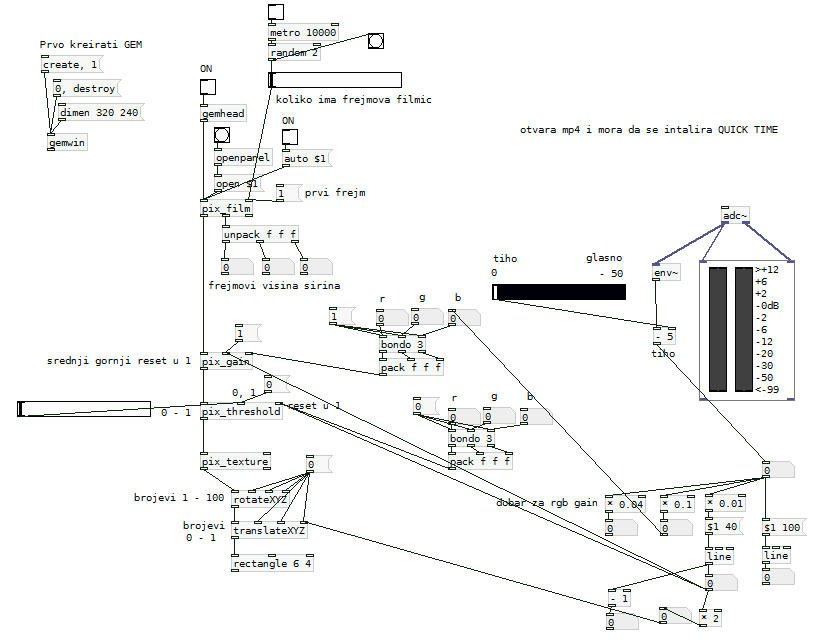 metro 10000
random 2
Prvo kreirati GEM
create, 1
0, destroy
dimen 320 240
gemwin
ON
koliko ima frejmova filmic
gemhead
ON
otvara mp4 i mora da se intalira QUICK TIME
openpanel
auto $1
open $1
1
prvi frejm
pix_film
adc~
unpack f f f
0
0
0
frejmovi visina sirina
tiho
glasno
0
- 50
env~
>+12
+6
+2
-0dB
-2
-6
-12
-20
-30
-50
<-99
- 5
tiho
r
g
b
1
0
0
0
bondo 3
pack f f f
1
srednji gornji reset u 1
pix_gain
0
0, 1
0 - 1
pix_threshold
reset u 1
r
g
b
0
0
0
0
bondo 3
pack f f f
pix_texture
0
0
brojevi 1 - 100
rotateXYZ
dobar za rgb gain
* 0.04
* 0.1
* 0.01
brojevi
0 - 1
translateXYZ
0
0
$1 40
$1 100
rectangle 6 4
line
line
0
0
- 1
0
0
* 2